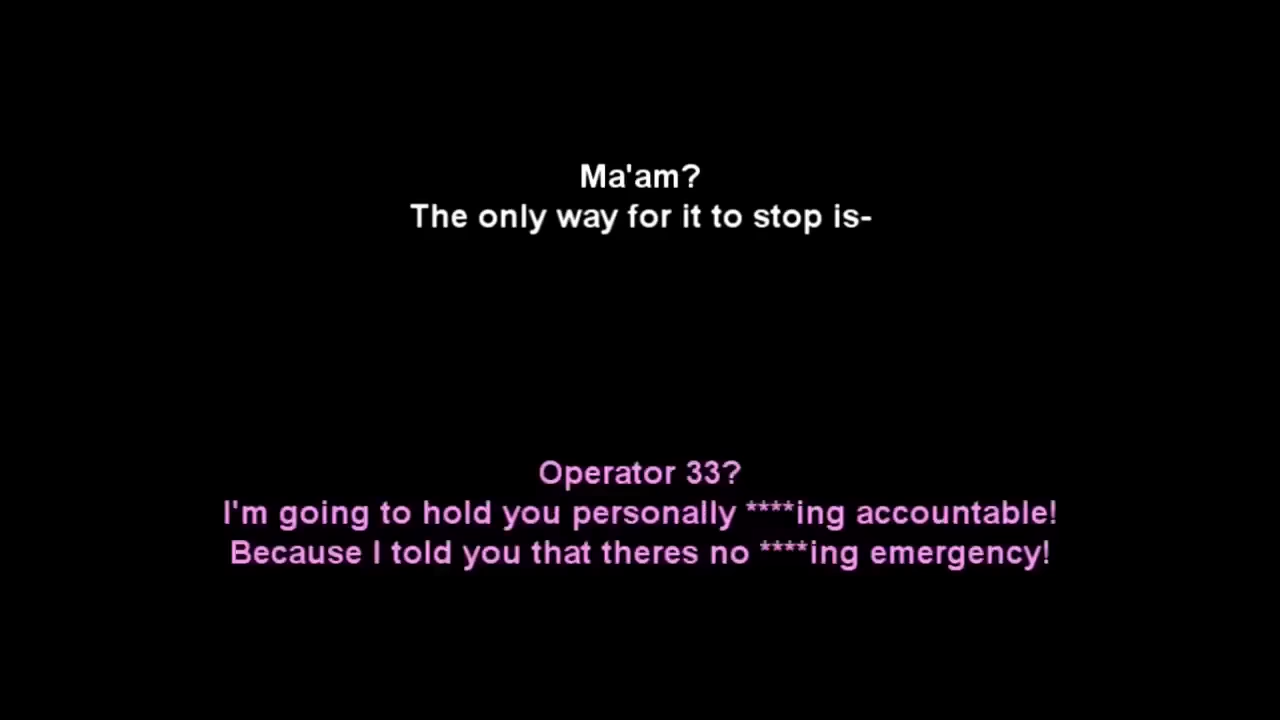 Ma'am?
The only way for it to stop is-
Operator 33?
I'm going to hold you personally ****ing accountable!
Because I told you that theres no ****ing emergency!